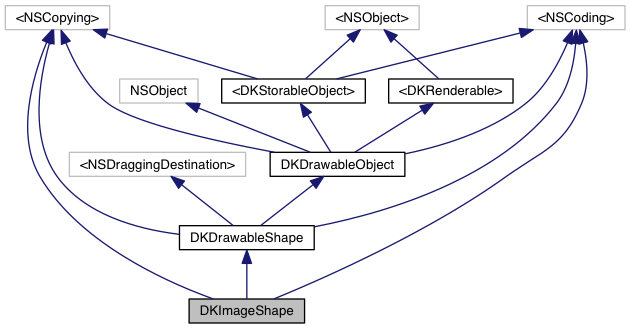 <NSCopying>
<NSObject>
<NSCoding>
NSObject
<DKStorableObject>
<DKRenderable>
<NSDraggingDestination>
DKDrawableObject
DKDrawableShape
DKImageShape